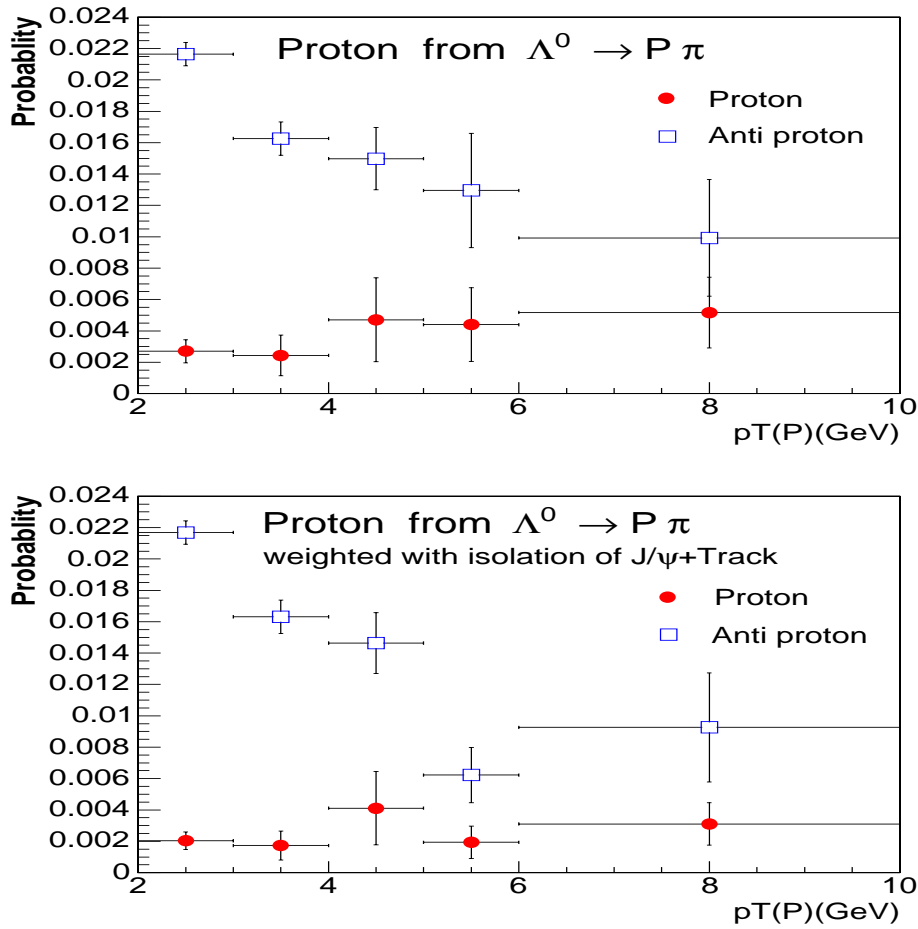 Probablity
0.024
0.022
0.02
0.018
0.016
0.014
0.012
0.01
0.008
0.006
0.004
0.002
0
Proton from Λ⁰ → P π
Proton
Anti proton
2 4 6 8 10
pT(P)(GeV)
Probablity
0.024
0.022
0.02
0.018
0.016
0.014
0.012
0.01
0.008
0.006
0.004
0.002
0
Proton from Λ⁰ → P π
weighted with isolation of J/ψ+Track
Proton
Anti proton
2 4 6 8 10
pT(P)(GeV)